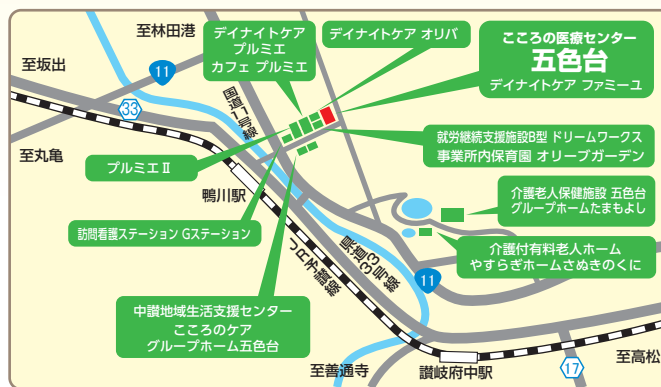 至林田港
至坂出
11
33
至丸亀
国道11号線
デイナイトケア
プルミエ
カフェ プルミエ
デイナイトケア オリバ
こころの医療センター
五色台
デイナイトケア ファミーユ
就労継続支援施設B型 ドリームワークス
事業所内保育園 オリーブガーデン
プルミエⅡ
鴨川駅
訪問看護ステーション Gステーション
介護老人保健施設 五色台
グループホームたまもよし
介護付有料老人ホーム
やすらぎホームさぬきのくに
県道33号線
JR予讃線
11
中讃地域生活支援センター
こころのケア
グループホーム五色台
至善通寺
讃岐府中駅
17
至高松